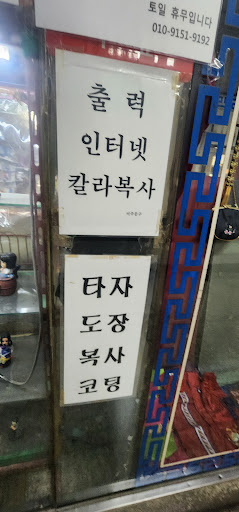 토일 휴무입니다
010-9151-9192
출 력
인터넷
칼라복사
타자
도장
복사
코팅